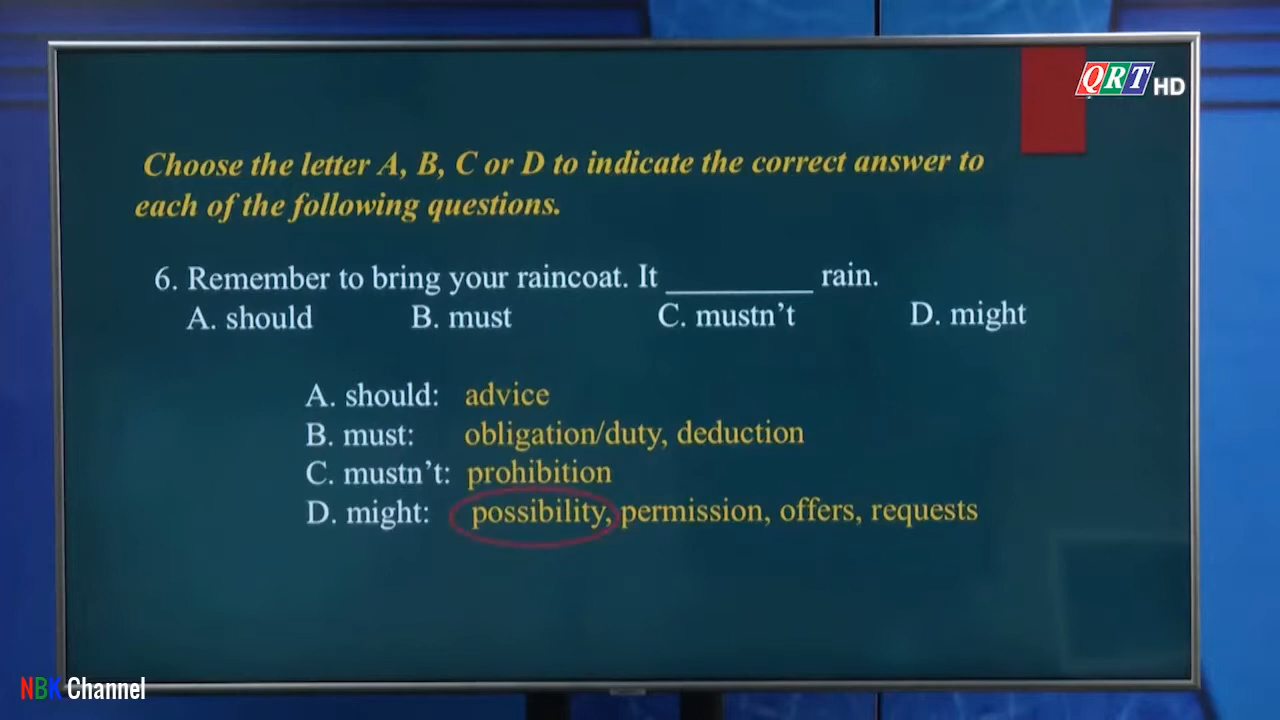 QRT HD
Choose the letter A, B, C or D to indicate the correct answer to
each of the following questions.
6. Remember to bring your raincoat. It _________ rain.
A. should B. must C. mustn't D. might
A. should: advice
B. must: obligation/duty, deduction
C. mustn't: prohibition
D. might: possibility, permission, offers, requests
NBK Channel